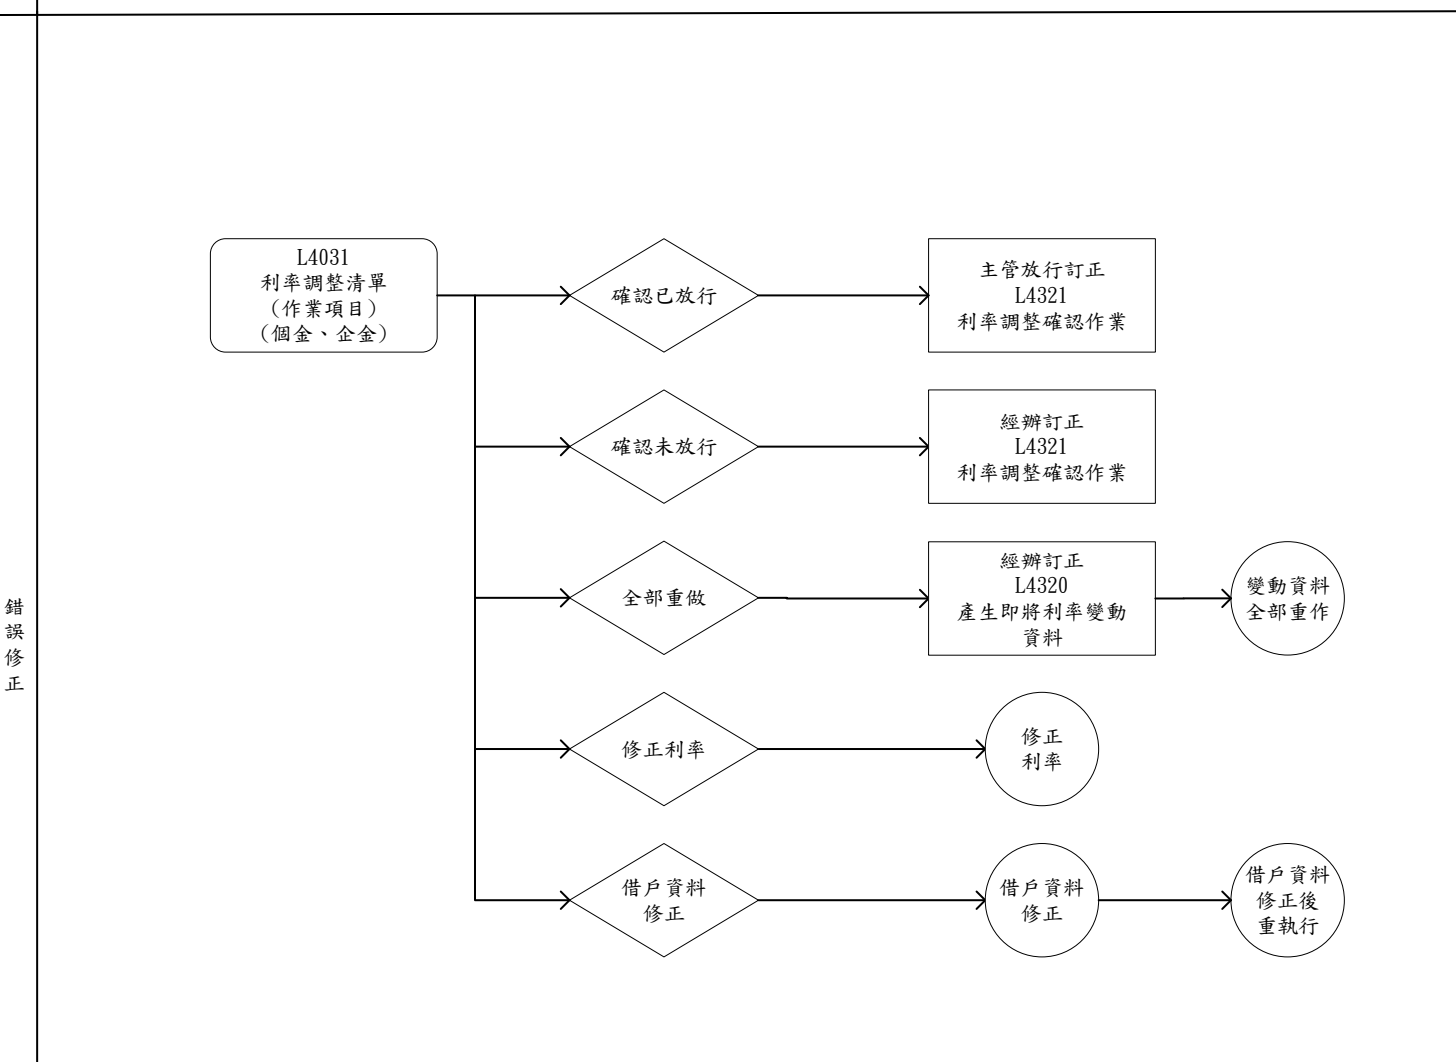 L4031
利率調整清單
(作業項目)
(個金、企金)
確認已放行
主管放行訂正
L4321
利率調整確認作業
確認未放行
經辦訂正
L4321
利率調整確認作業
全部重做
經辦訂正
L4320
產生即將利率變動
資料
變動資料
全部重作
修正利率
修正
利率
借戶資料
修正
借戶資料
修正
借戶資料
修正後
重執行
錯
誤
修
正